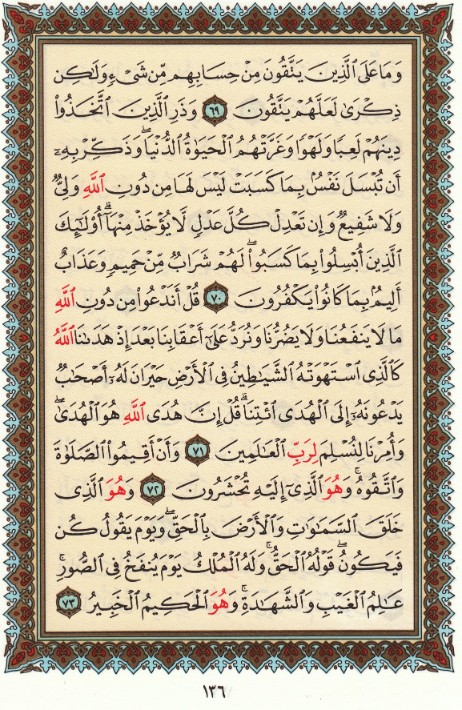 وَمَا عَلَى ٱلَّذِينَ يَتَّقُونَ مِنْ حِسَابِهِم مِّن شَىْءٍ وَلَٰكِن
ذِكْرَىٰ لَعَلَّهُمْ يَتَّقُونَ ٦٩ وَذَرِ ٱلَّذِينَ ٱتَّخَذُوا۟
دِينَهُمْ لَعِبًا وَلَهْوًا وَغَرَّتْهُمُ ٱلْحَيَوٰةُ ٱلدُّنْيَا ۚ وَذَكِّرْ بِهِۦٓ
أَن تُبْسَلَ نَفْسٌۢ بِمَا كَسَبَتْ لَيْسَ لَهَا مِن دُونِ ٱللَّهِ وَلِىٌّ
وَلَا شَفِيعٌ وَإِن تَعْدِلْ كُلَّ عَدْلٍ لَّا يُؤْخَذْ مِنْهَآ ۗ أُو۟لَٰٓئِكَ
ٱلَّذِينَ أُبْسِلُوا۟ بِمَا كَسَبُوا۟ ۖ لَهُمْ شَرَابٌ مِّنْ حَمِيمٍ وَعَذَابٌ
أَلِيمٌۢ بِمَا كَانُوا۟ يَكْفُرُونَ ٧٠ قُلْ أَنَدْعُوا۟ مِن دُونِ ٱللَّهِ
مَا لَا يَنفَعُنَا وَلَا يَضُرُّنَا وَنُرَدُّ عَلَىٰٓ أَعْقَابِنَا بَعْدَ إِذْ هَدَىٰنَا ٱللَّهُ
كَٱلَّذِى ٱسْتَهْوَتْهُ ٱلشَّيَٰطِينُ فِى ٱلْأَرْضِ حَيْرَانَ لَهُۥٓ أَصْحَٰبٌ
يَدْعُونَهُۥٓ إِلَى ٱلْهُدَى ٱئْتِنَا ۗ قُلْ إِنَّ هُدَى ٱللَّهِ هُوَ ٱلْهُدَىٰ ۖ
وَأُمِرْنَا لِنُسْلِمَ لِرَبِّ ٱلْعَٰلَمِينَ ٧١ وَأَنْ أَقِيمُوا۟ ٱلصَّلَوٰةَ
وَٱتَّقُوهُ ۚ وَهُوَ ٱلَّذِىٓ إِلَيْهِ تُحْشَرُونَ ٧٢ وَهُوَ ٱلَّذِى
خَلَقَ ٱلسَّمَٰوَٰتِ وَٱلْأَرْضَ بِٱلْحَقِّ ۖ وَيَوْمَ يَقُولُ كُن
فَيَكُونُ ۚ قَوْلُهُ ٱلْحَقُّ ۚ وَلَهُ ٱلْمُلْكُ يَوْمَ يُنفَخُ فِى ٱلصُّورِ ۚ
عَٰلِمُ ٱلْغَيْبِ وَٱلشَّهَٰدَةِ ۚ وَهُوَ ٱلْحَكِيمُ ٱلْخَبِيرُ ٧٣
١٣٦